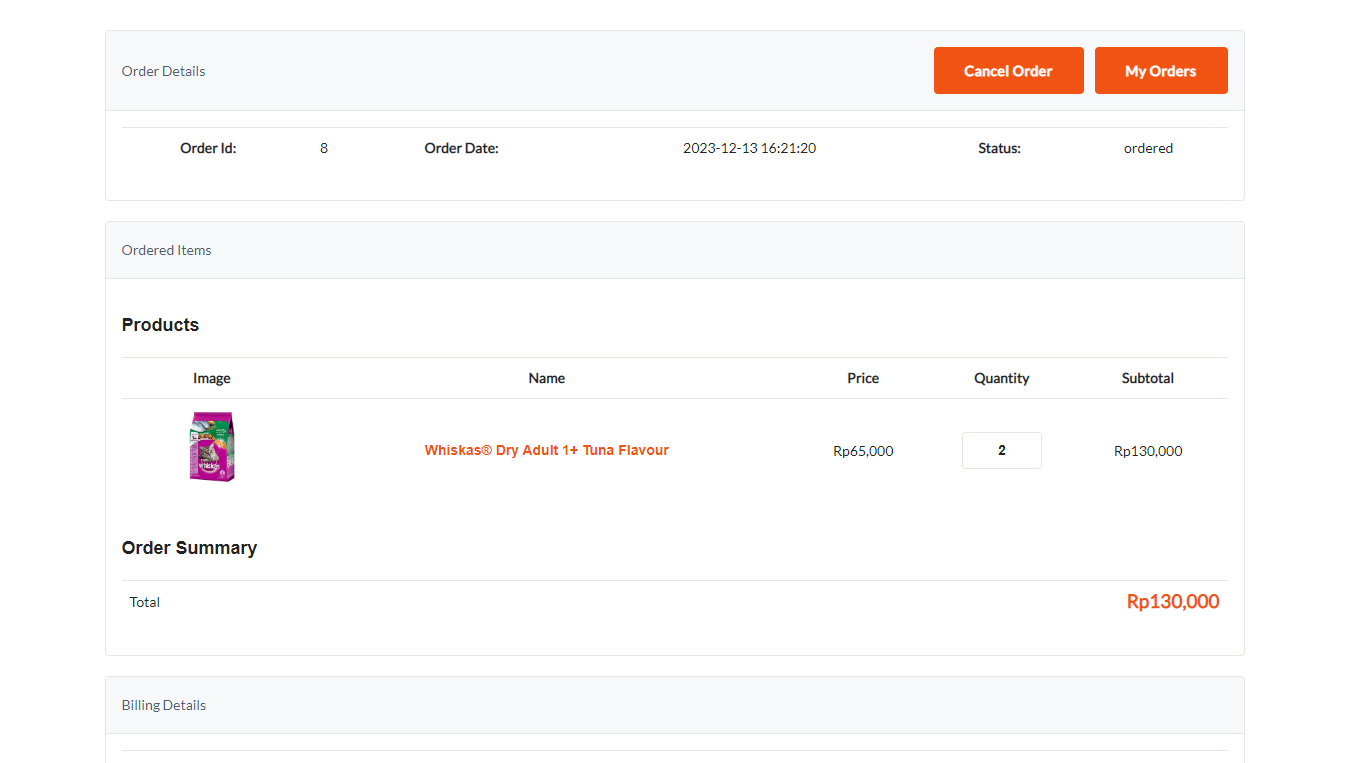 Order Details
Cancel Order
My Orders
Order Id: 8 Order Date: 2023-12-13 16:21:20 Status: ordered
Ordered Items
Products
Image Name Price Quantity Subtotal
whiskas
Whiskas® Dry Adult 1+ Tuna Flavour Rp65,000 2 Rp130,000
Order Summary
Total Rp130,000
Billing Details